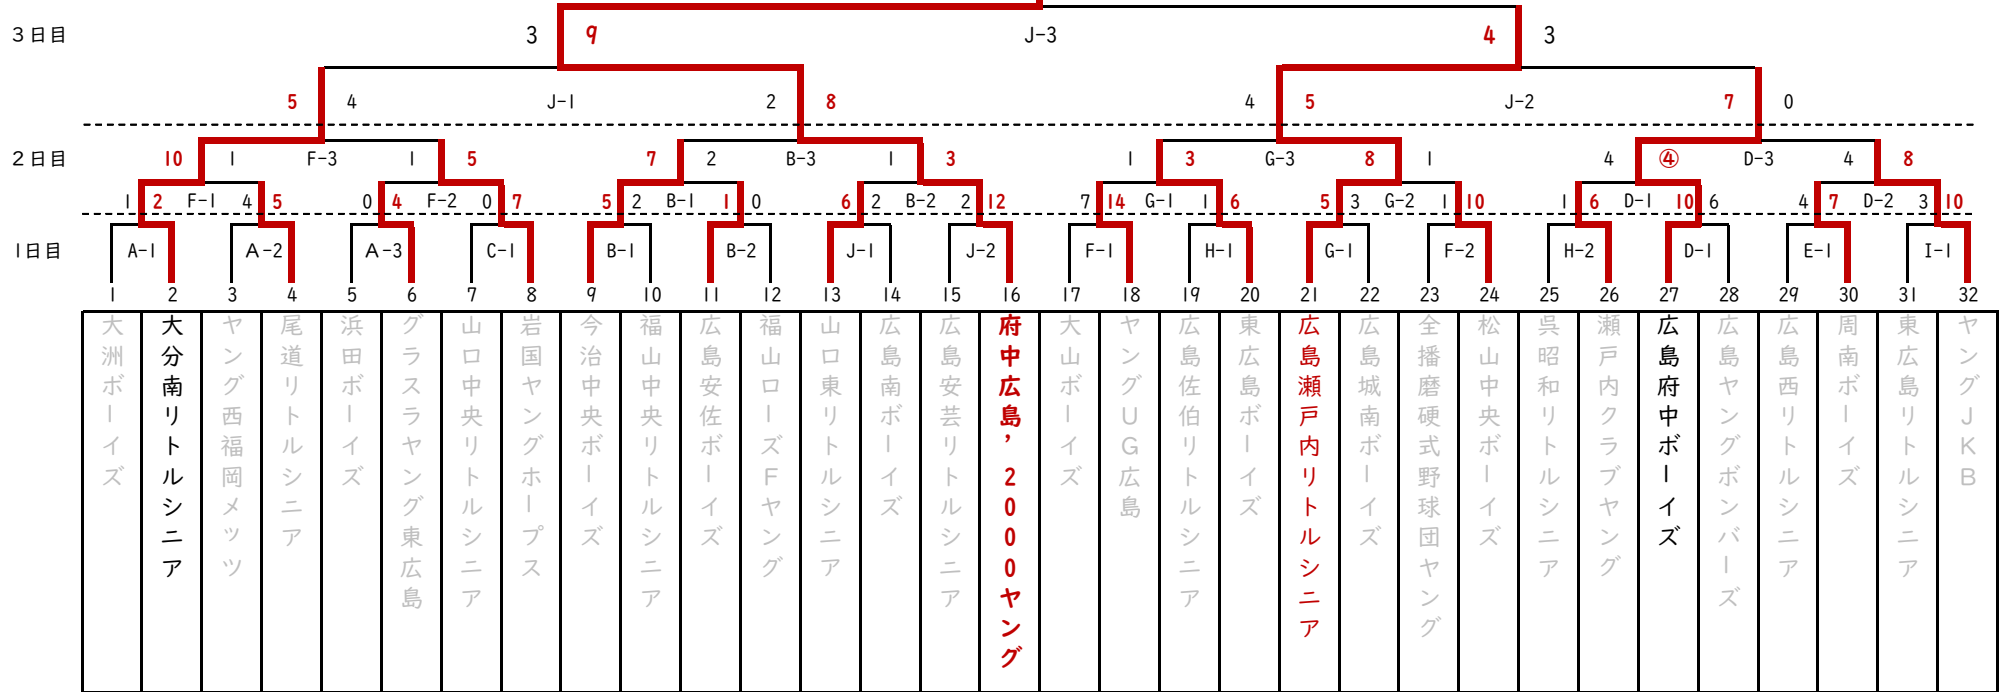 3日目 3 9 J-3 4 3
5 4 J-1 2 8 4 5 J-2 7 0
2日目 10 1 F-3 1 5 7 2 B-3 1 3 1 3 G-3 8 1 4 ④ D-3 4 8
1 2 F-1 4 5 0 4 F-2 0 7 5 2 B-1 1 0 6 2 B-2 2 12 7 14 G-1 1 6 5 3 G-2 1 10 1 6 D-1 10 6 4 7 D-2 3 10
1日目 A-1 A-2 A-3 C-1 B-1 B-2 J-1 J-2 F-1 H-1 G-1 F-2 H-2 D-1 E-1 I-1
1 2 3 4 5 6 7 8 9 10 11 12 13 14 15 16 17 18 19 20 21 22 23 24 25 26 27 28 29 30 31 32
大洲ボーイズ
大分南リトルシニア
ヤング西福岡メッツ
尾道リトルシニア
浜田ボーイズ
グラスラヤング東広島
山口中央リトルシニア
岩国ヤングホープス
今治中央ボーイズ
福山中央リトルシニア
広島安佐ボーイズ
福山ローズFヤング
山口東リトルシニア
広島南ボーイズ
広島安芸リトルシニア
府中広島’2000ヤング
大山ボーイズ
ヤングUG広島
広島佐伯リトルシニア
東広島ボーイズ
広島瀬戸内リトルシニア
広島城南ボーイズ
全播磨硬式野球団ヤング
松山中央ボーイズ
呉昭和リトルシニア
瀬戸内クラブヤング
広島府中ボーイズ
広島ヤングボンバーズ
広島西リトルシニア
周南ボーイズ
東広島リトルシニア
ヤングJKB